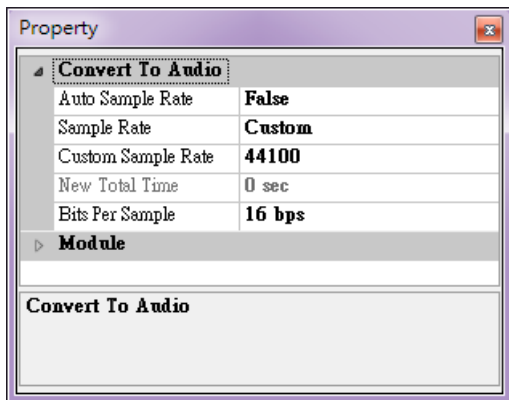 Property
Convert To Audio
Auto Sample Rate False
Sample Rate Custom
Custom Sample Rate 44100
New Total Time 0 sec
Bits Per Sample 16 bps
Module
Convert To Audio